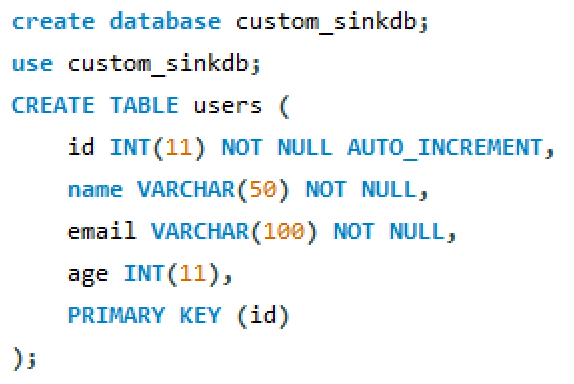 create database custom_sinkdb;
use custom_sinkdb;
CREATE TABLE users (
    id INT(11) NOT NULL AUTO_INCREMENT,
    name VARCHAR(50) NOT NULL,
    email VARCHAR(100) NOT NULL,
    age INT(11),
    PRIMARY KEY (id)
);